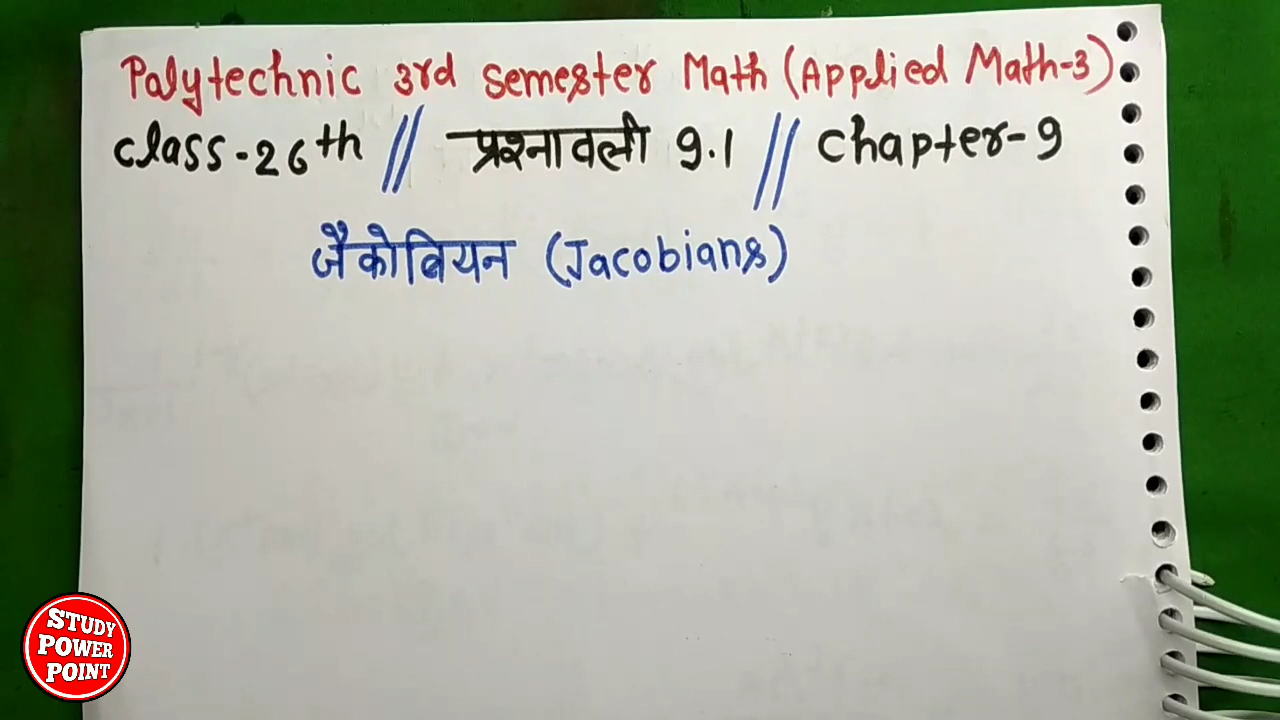 Polytechnic 3rd semester Math (Applied Math-3)
class-26th // प्रश्नावली 9.1 // chapter-9
जैकोबियन (Jacobians)
STUDY
POWER
POINT